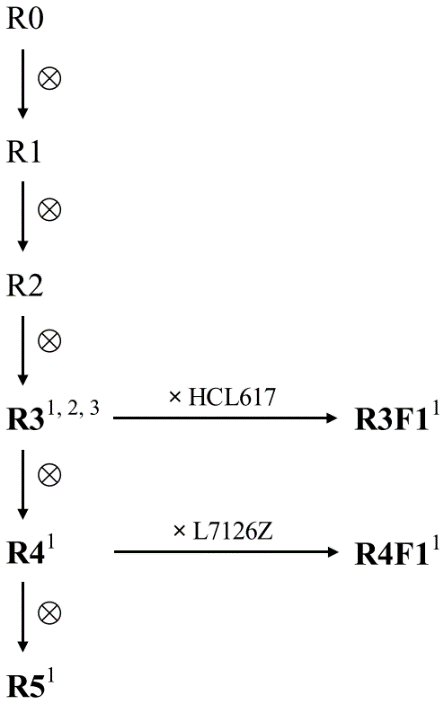 R0
⊗
R1
⊗
R2
⊗
R3 1, 2, 3 × HCL617 R3F1 1
⊗
R4 1 × L7126Z R4F1 1
⊗
R5 1